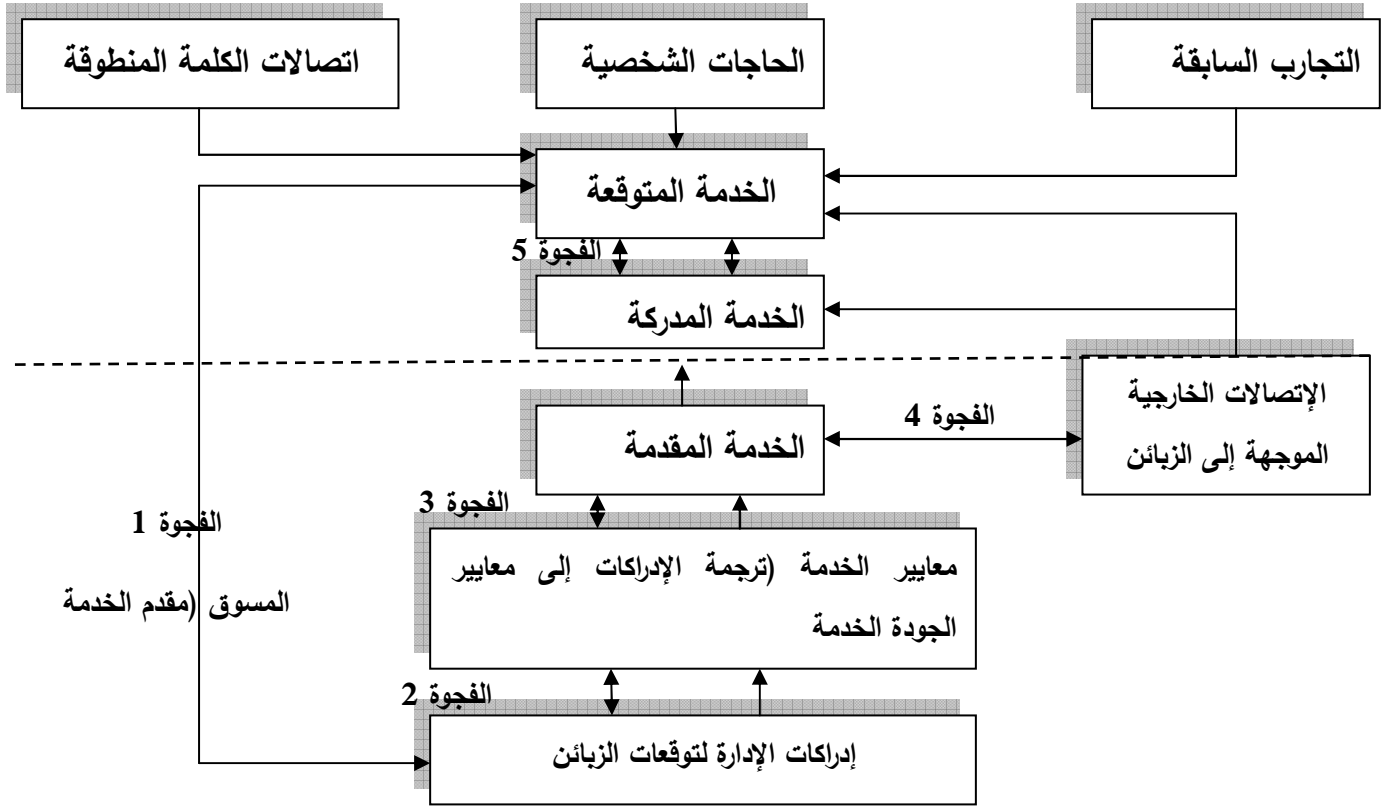 التجارب السابقة
الحاجات الشخصية
اتصالات الكلمة المنطوقة
الخدمة المتوقعة
الفجوة 5
الخدمة المدركة
الإتصالات الخارجية
الموجهة إلى الزبائن
الفجوة 4
الخدمة المقدمة
الفجوة 3
الفجوة 1
معايير الخدمة (ترجمة الإدراكات إلى معايير
الجودة الخدمة
المسوق (مقدم الخدمة
الفجوة 2
إدراكات الإدارة لتوقعات الزبائن